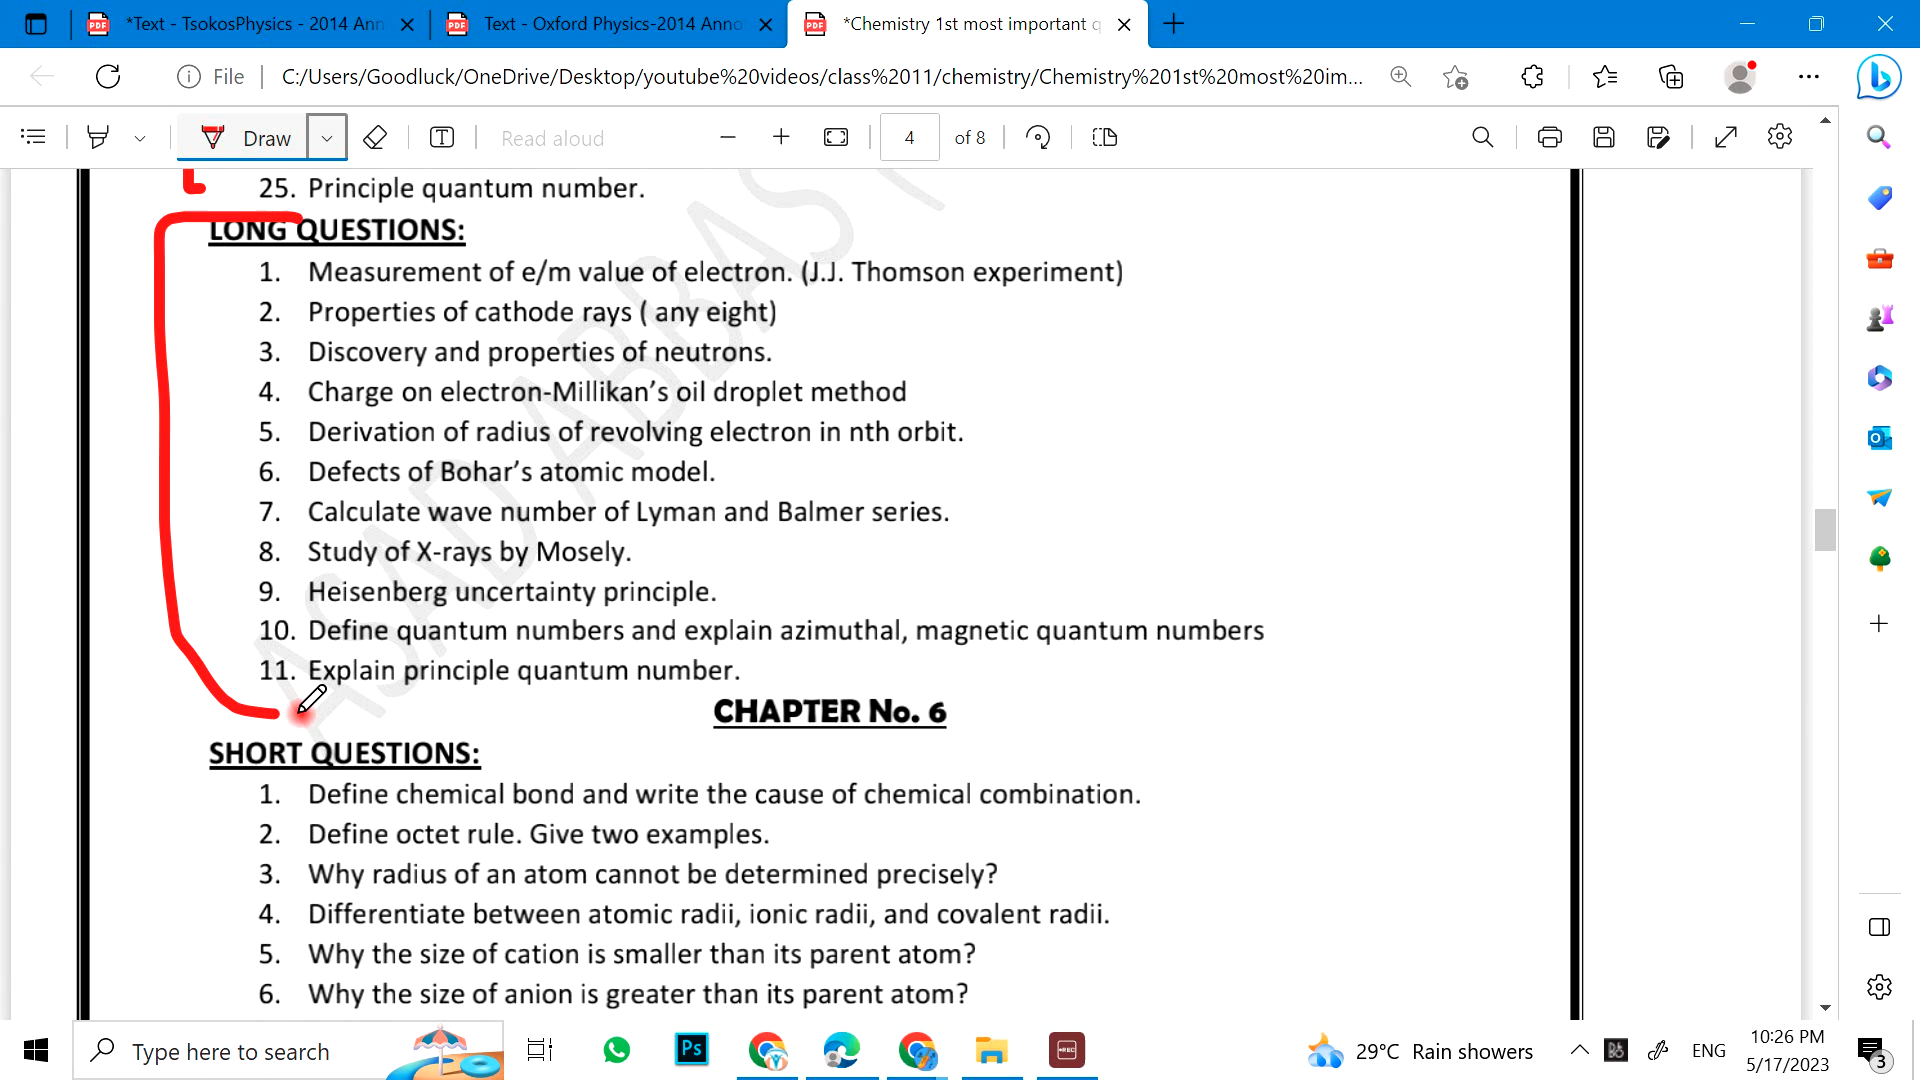 *Text - TsokosPhysics - 2014 Ann
Text - Oxford Physics-2014 Anno
*Chemistry 1st most important q
File
C:/Users/Goodluck/OneDrive/Desktop/youtube%20videos/class%2011/chemistry/Chemistry%201st%20most%20im...
Draw
Read aloud
4 of 8
25. Principle quantum number.
LONG QUESTIONS:
1. Measurement of e/m value of electron. (J.J. Thomson experiment)
2. Properties of cathode rays ( any eight)
3. Discovery and properties of neutrons.
4. Charge on electron-Millikan's oil droplet method
5. Derivation of radius of revolving electron in nth orbit.
6. Defects of Bohar's atomic model.
7. Calculate wave number of Lyman and Balmer series.
8. Study of X-rays by Mosely.
9. Heisenberg uncertainty principle.
10. Define quantum numbers and explain azimuthal, magnetic quantum numbers
11. Explain principle quantum number.
CHAPTER No. 6
SHORT QUESTIONS:
1. Define chemical bond and write the cause of chemical combination.
2. Define octet rule. Give two examples.
3. Why radius of an atom cannot be determined precisely?
4. Differentiate between atomic radii, ionic radii, and covalent radii.
5. Why the size of cation is smaller than its parent atom?
6. Why the size of anion is greater than its parent atom?
ASAD ABBAS
Type here to search
Ps
REC
29°C Rain showers
ENG
10:26 PM
5/17/2023
3